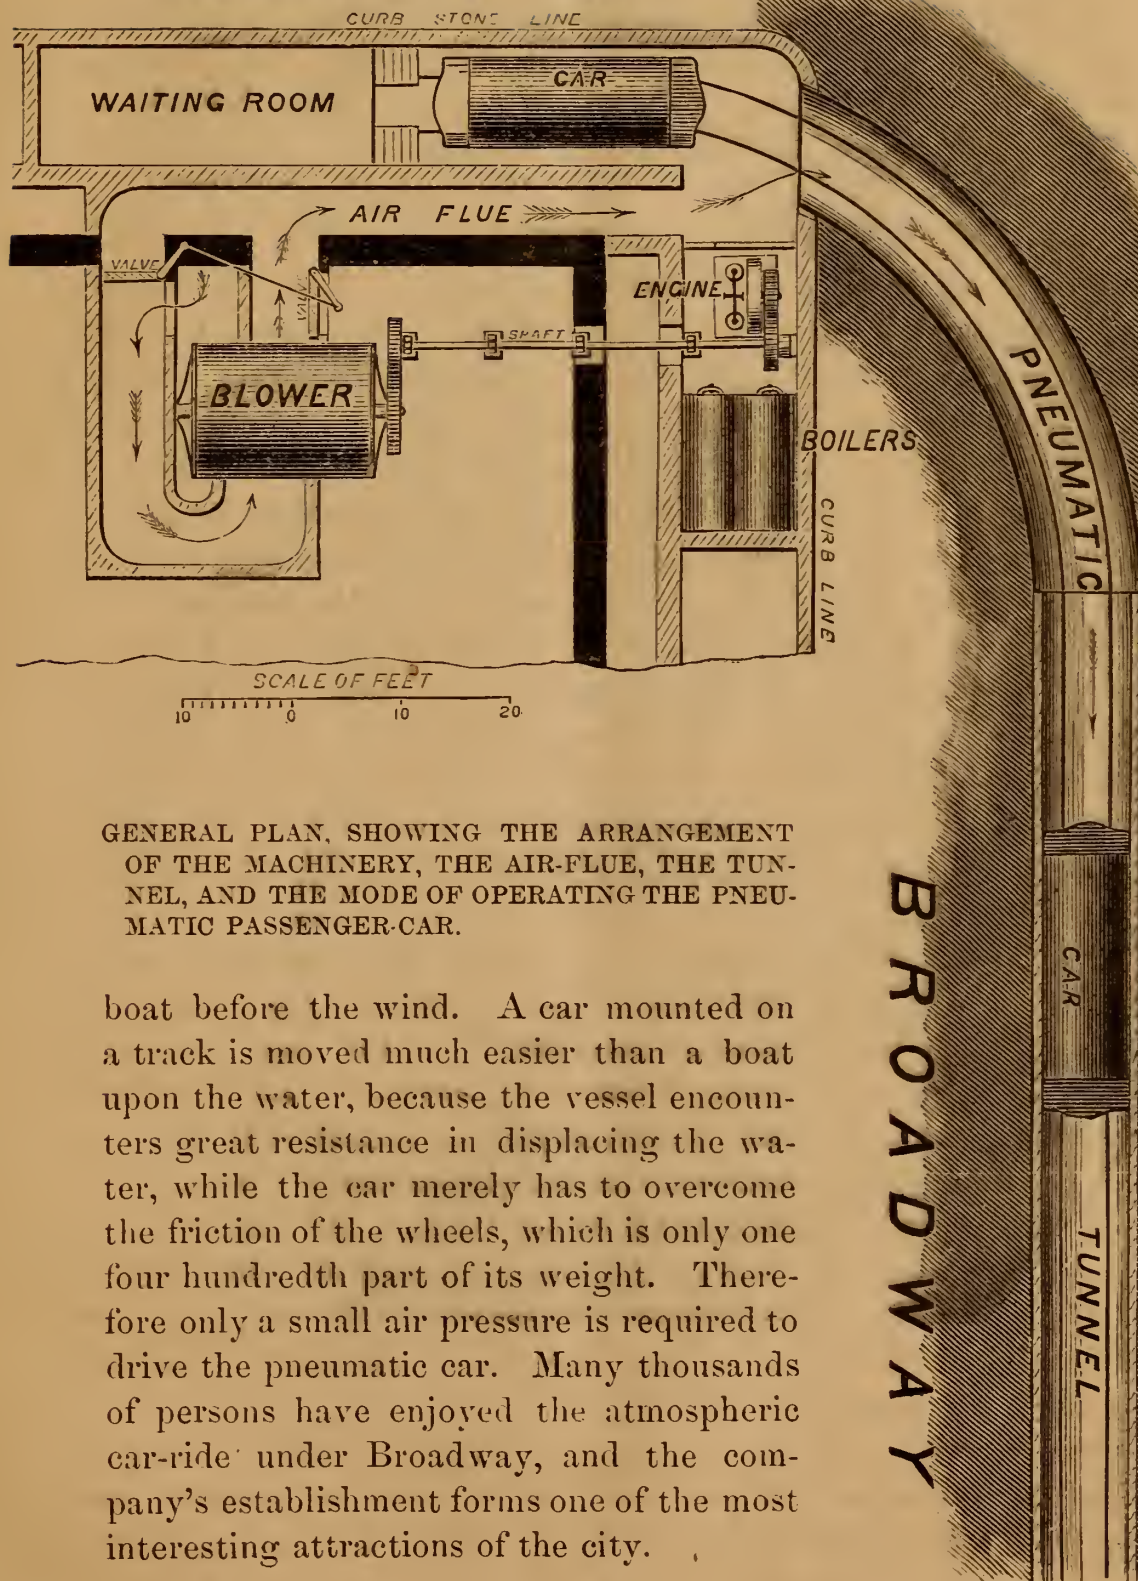 CURB STONE LINE
WAITING ROOM
CAR
AIR FLUE
VALVE
VALVE
ENGINE
SHAFT
BLOWER
BOILERS
CURB LINE
PNEUMATIC
SCALE OF FEET
10 0 10 20
CAR
TUNNEL
BROADWAY
GENERAL PLAN, SHOWING THE ARRANGEMENT
OF THE MACHINERY, THE AIR-FLUE, THE TUN-
NEL, AND THE MODE OF OPERATING THE PNEU-
MATIC PASSENGER-CAR.
boat before the wind. A car mounted on
a track is moved much easier than a boat
upon the water, because the vessel encoun-
ters great resistance in displacing the wa-
ter, while the car merely has to overcome
the friction of the wheels, which is only one
four hundredth part of its weight. There-
fore only a small air pressure is required to
drive the pneumatic car. Many thousands
of persons have enjoyed the atmospheric
car-ride under Broadway, and the com-
pany's establishment forms one of the most
interesting attractions of the city.